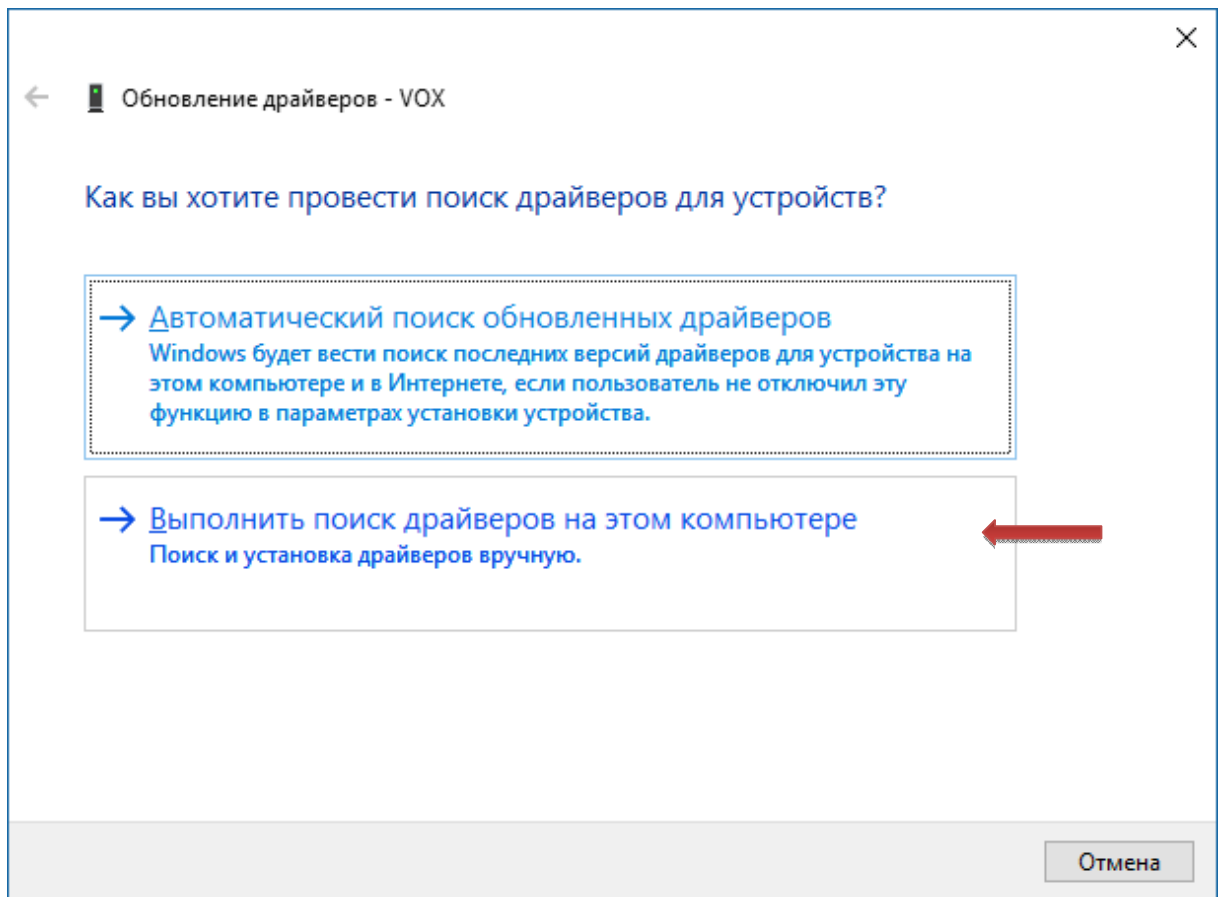 Обновление драйверов - VOX
Как вы хотите провести поиск драйверов для устройств?
Автоматический поиск обновленных драйверов
Windows будет вести поиск последних версий драйверов для устройства на
этом компьютере и в Интернете, если пользователь не отключил эту
функцию в параметрах установки устройства.
Выполнить поиск драйверов на этом компьютере
Поиск и установка драйверов вручную.
Отмена